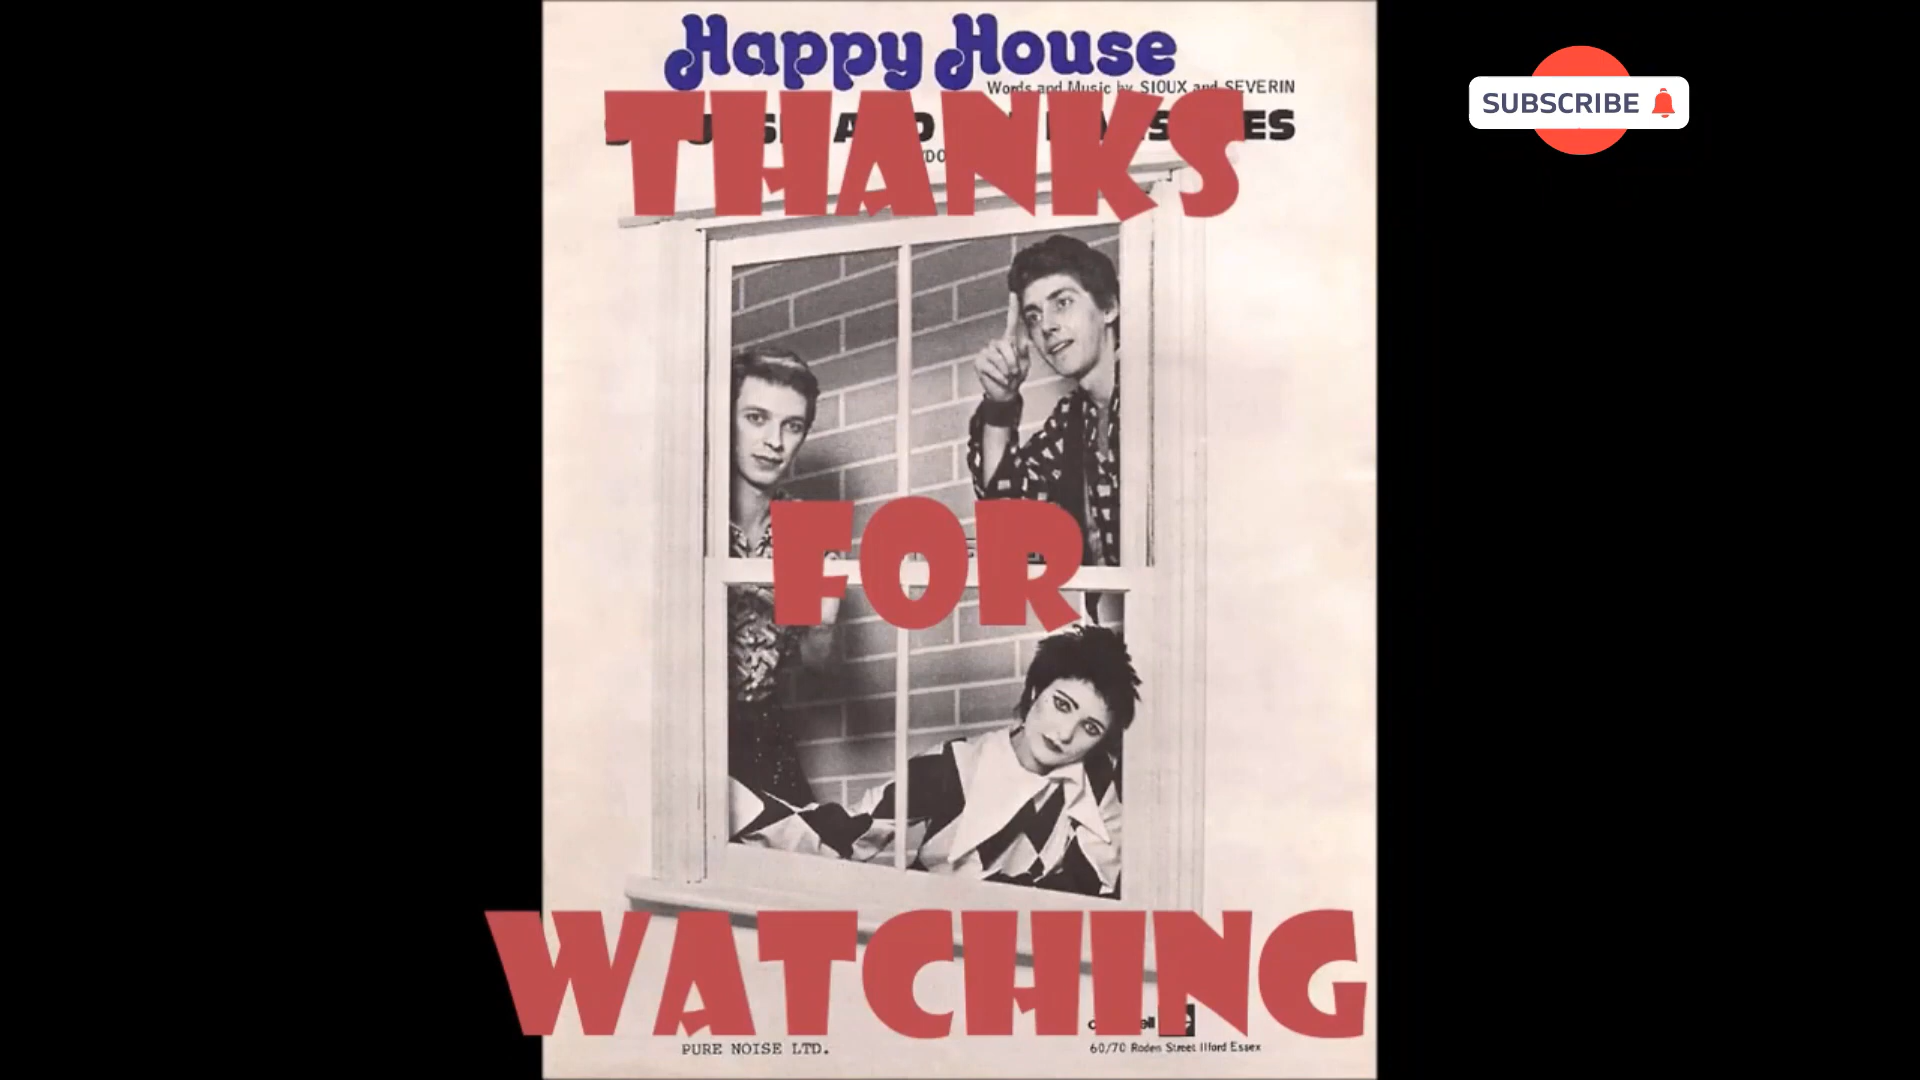 Happy House
Words and Music by SIOUX and SEVERIN
THANKS
SUBSCRIBE
FOR
WATCHING
PURE NOISE LTD.
60/70 Roden Street Ilford Essex